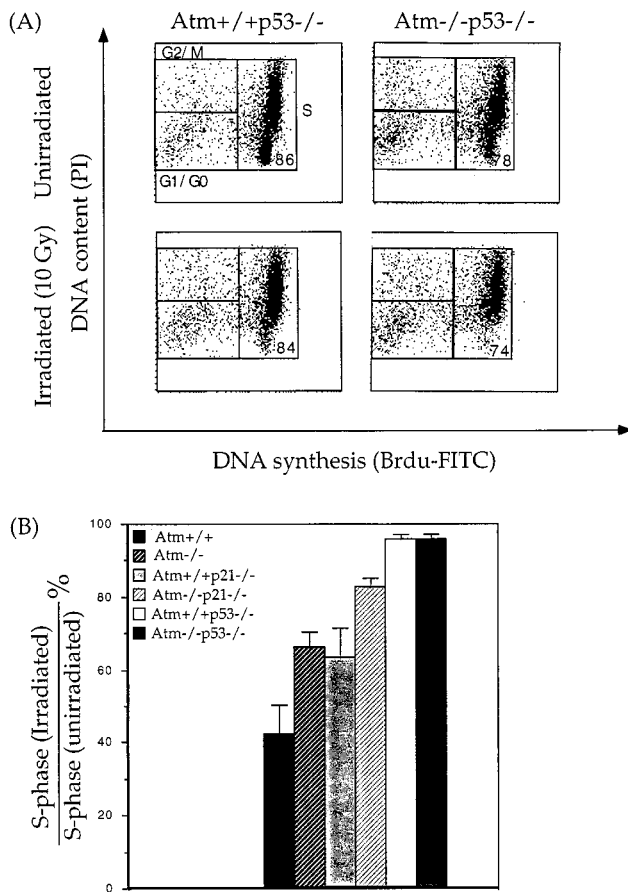 (A)
Atm+/+p53-/-
Atm-/-p53-/-
Unirradiated
Irradiated (10 Gy)
DNA content (PI)
G2/M
S
86
G1/G0
78
84
74
DNA synthesis (Brdu-FITC)
(B)
S-phase (Irradiated)
S-phase (unirradiated)
%
100
80
60
40
20
0
Atm+/+
Atm-/-
Atm+/+p21-/-
Atm-/-p21-/-
Atm+/+p53-/-
Atm-/-p53-/-